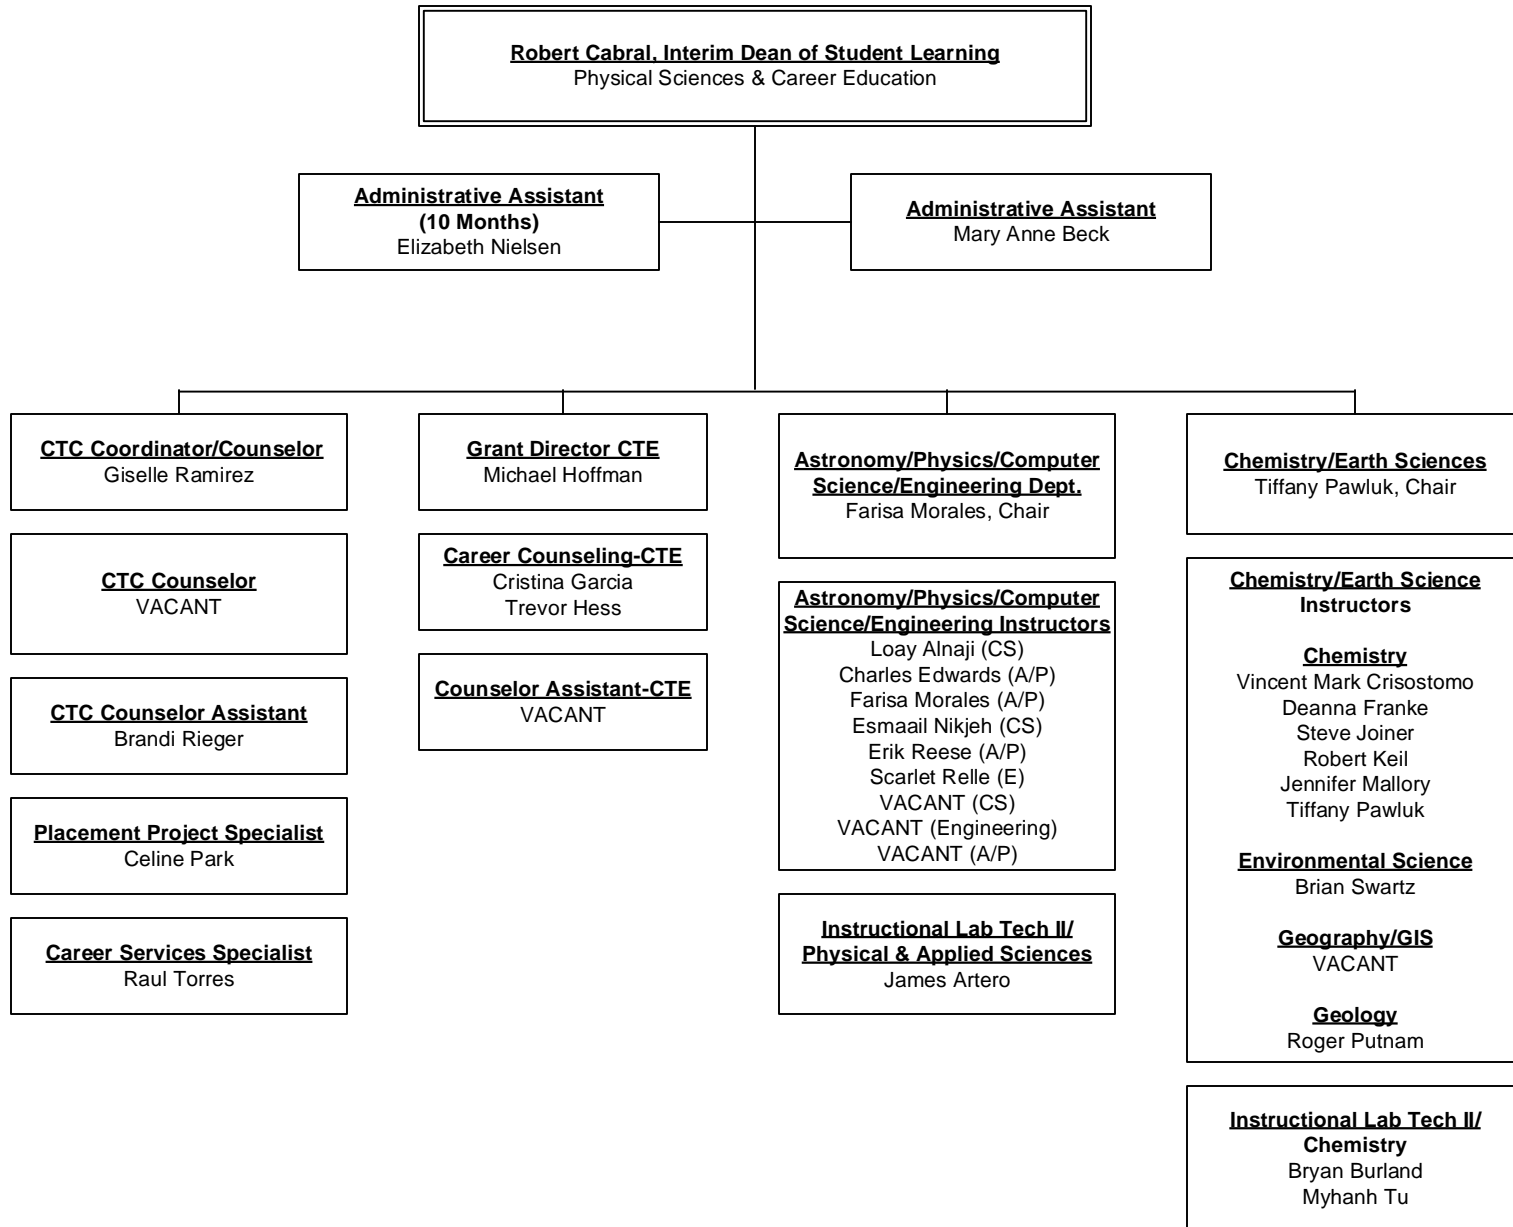 Robert Cabral, Interim Dean of Student Learning
Physical Sciences & Career Education
Administrative Assistant
(10 Months)
Elizabeth Nielsen
Administrative Assistant
Mary Anne Beck
CTC Coordinator/Counselor
Giselle Ramirez
CTC Counselor
VACANT
CTC Counselor Assistant
Brandi Rieger
Placement Project Specialist
Celine Park
Career Services Specialist
Raul Torres
Grant Director CTE
Michael Hoffman
Career Counseling-CTE
Cristina Garcia
Trevor Hess
Counselor Assistant-CTE
VACANT
Astronomy/Physics/Computer
Science/Engineering Dept.
Farisa Morales, Chair
Astronomy/Physics/Computer
Science/Engineering Instructors
Loay Alnaji (CS)
Charles Edwards (A/P)
Farisa Morales (A/P)
Esmaail Nikjeh (CS)
Erik Reese (A/P)
Scarlet Relle (E)
VACANT (CS)
VACANT (Engineering)
VACANT (A/P)
Instructional Lab Tech II/
Physical & Applied Sciences
James Artero
Chemistry/Earth Sciences
Tiffany Pawluk, Chair
Chemistry/Earth Science
Instructors
Chemistry
Vincent Mark Crisostomo
Deanna Franke
Steve Joiner
Robert Keil
Jennifer Mallory
Tiffany Pawluk
Environmental Science
Brian Swartz
Geography/GIS
VACANT
Geology
Roger Putnam
Instructional Lab Tech II/
Chemistry
Bryan Burland
Myhanh Tu